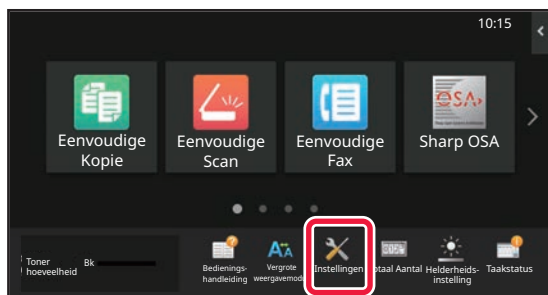 10:15
Eenvoudige
Kopie
Eenvoudige
Scan
Eenvoudige
Fax
OSA
Sharp OSA
Toner
hoeveelheid
Bk
Bedienings-
handleiding
Vergrote
weergavemodu
Instellingen
otaal Aantal
Helderheids-
instelling
Taakstatus